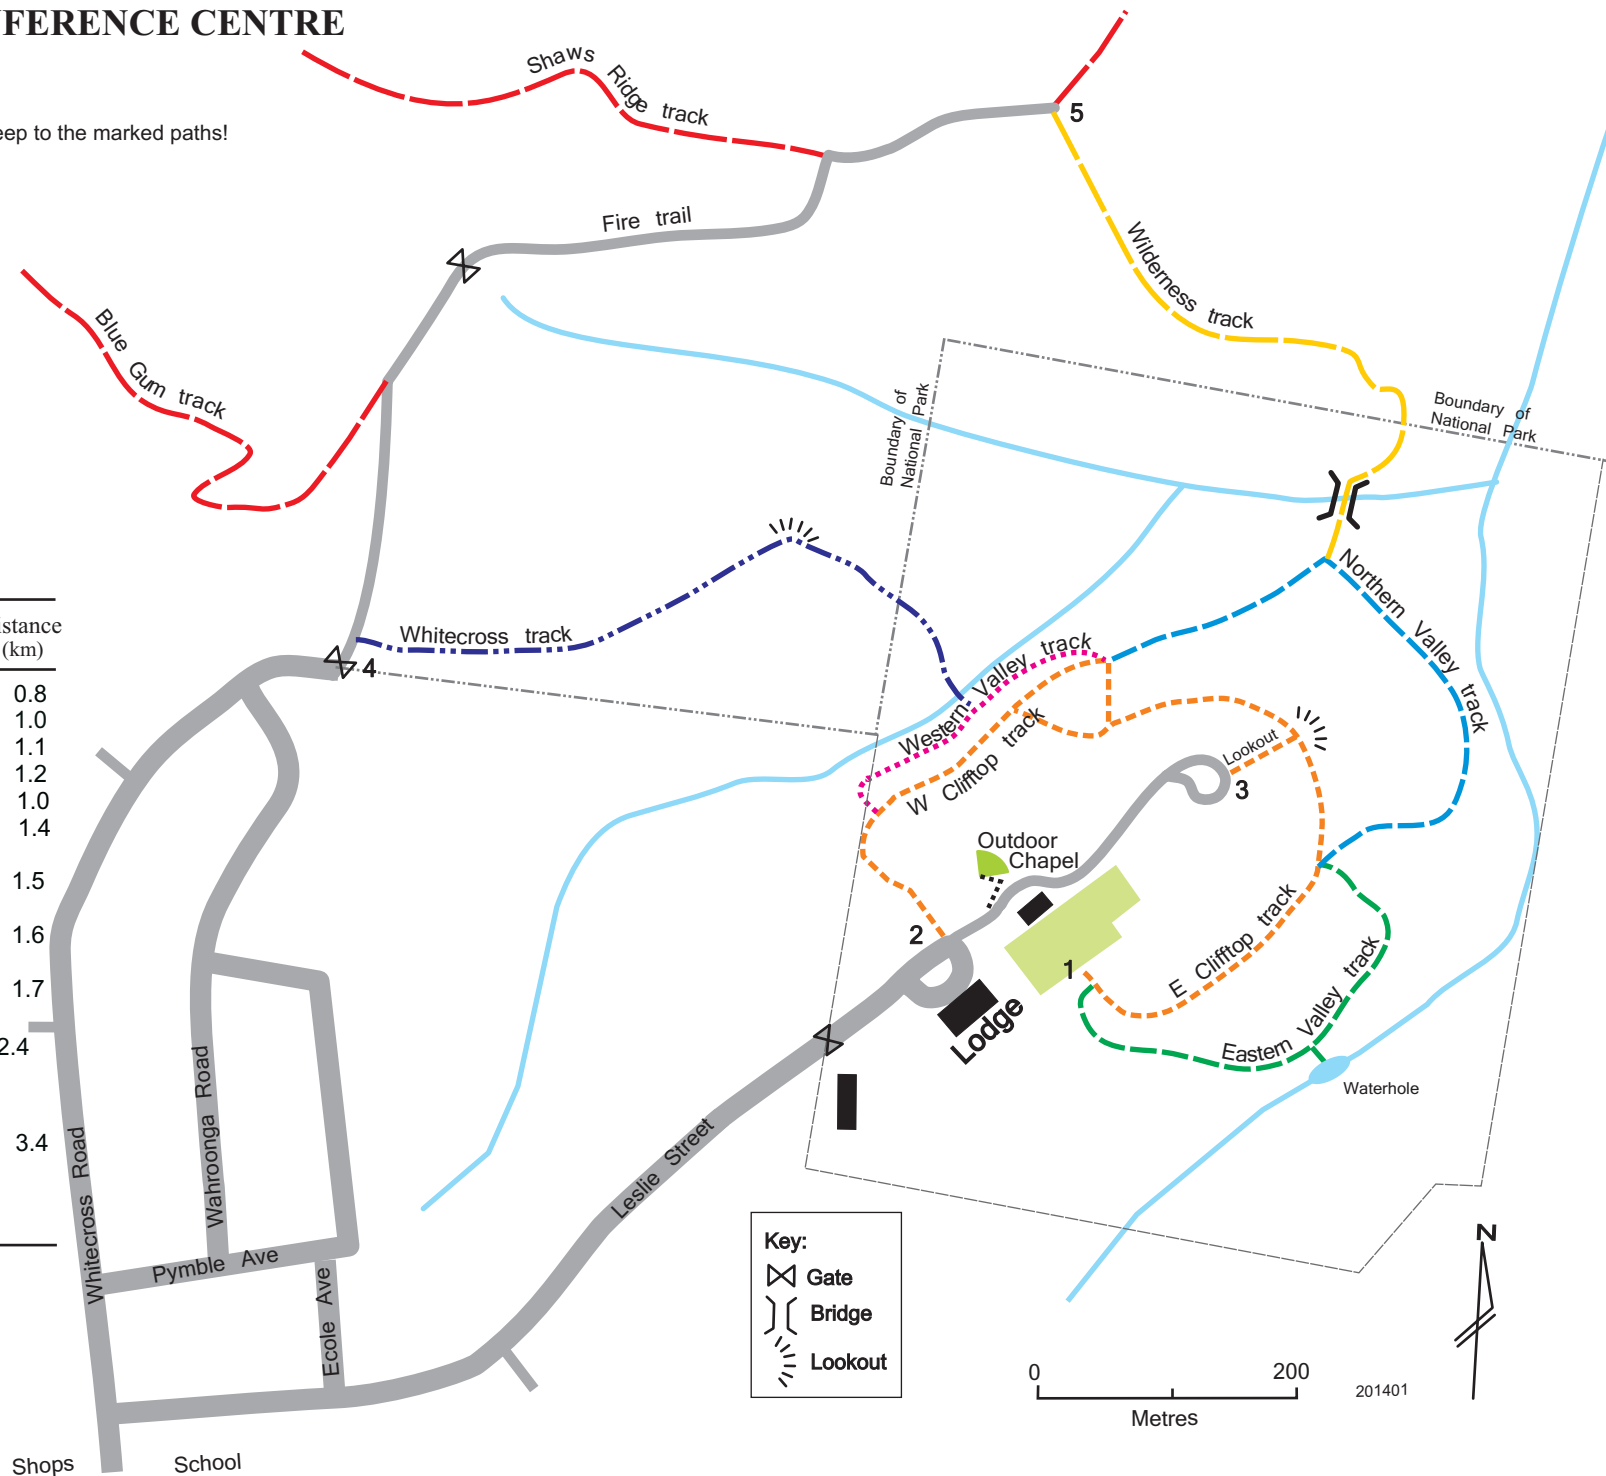 FERENCE CENTRE
eep to the marked paths!
Shaws Ridge track
5
Fire trail
Wilderness track
Blue Gum track
Boundary of
National Park
Boundary of
National Park
Northern Valley track
Whitecross track
4
Western Valley track
W Clifftop track
Lookout
3
istance
(km)
0.8
1.0
1.1
1.2
1.0
1.4
1.5
1.6
1.7
2.4
3.4
Outdoor
Chapel
2
1
E Clifftop track
Lodge
Eastern Valley track
Waterhole
Wahroonga Road
Whitecross Road
Leslie Street
Pymble Ave
Ecole Ave
Key:
Gate
Bridge
Lookout
N
0 200
Metres
201401
Shops
School